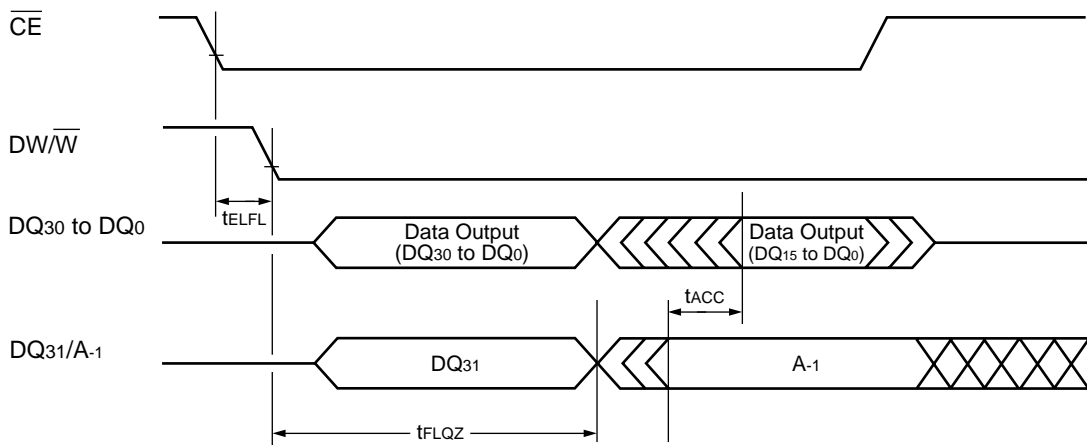 CE
DW/W
tELFL
DQ30 to DQ0
Data Output
(DQ30 to DQ0)
Data Output
(DQ15 to DQ0)
tACC
DQ31/A-1
DQ31
A-1
tFLQZ